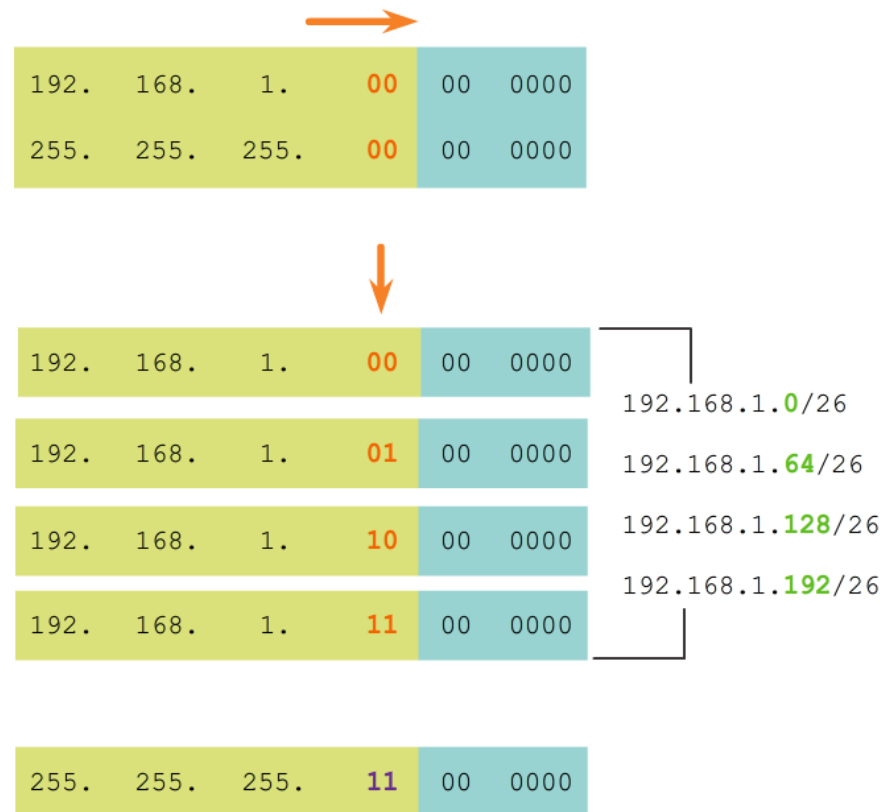 192. 168. 1. 00 00 0000
255. 255. 255. 00 00 0000
192. 168. 1. 00 00 0000
192. 168. 1. 01 00 0000
192. 168. 1. 10 00 0000
192. 168. 1. 11 00 0000
192.168.1.0/26
192.168.1.64/26
192.168.1.128/26
192.168.1.192/26
255. 255. 255. 11 00 0000